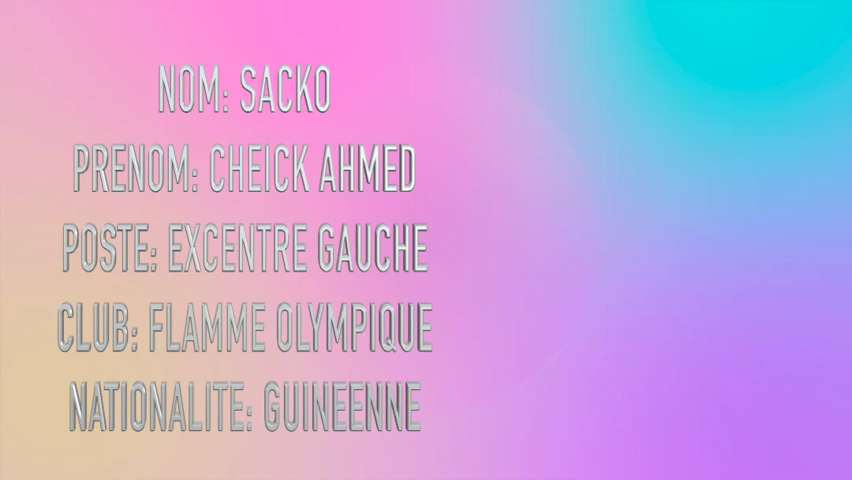 NOM: SACKO
PRENOM: CHEICK AHMED
POSTE: EXCENTRE GAUCHE
CLUB: FLAMME OLYMPIQUE
NATIONALITE: GUINEENNE